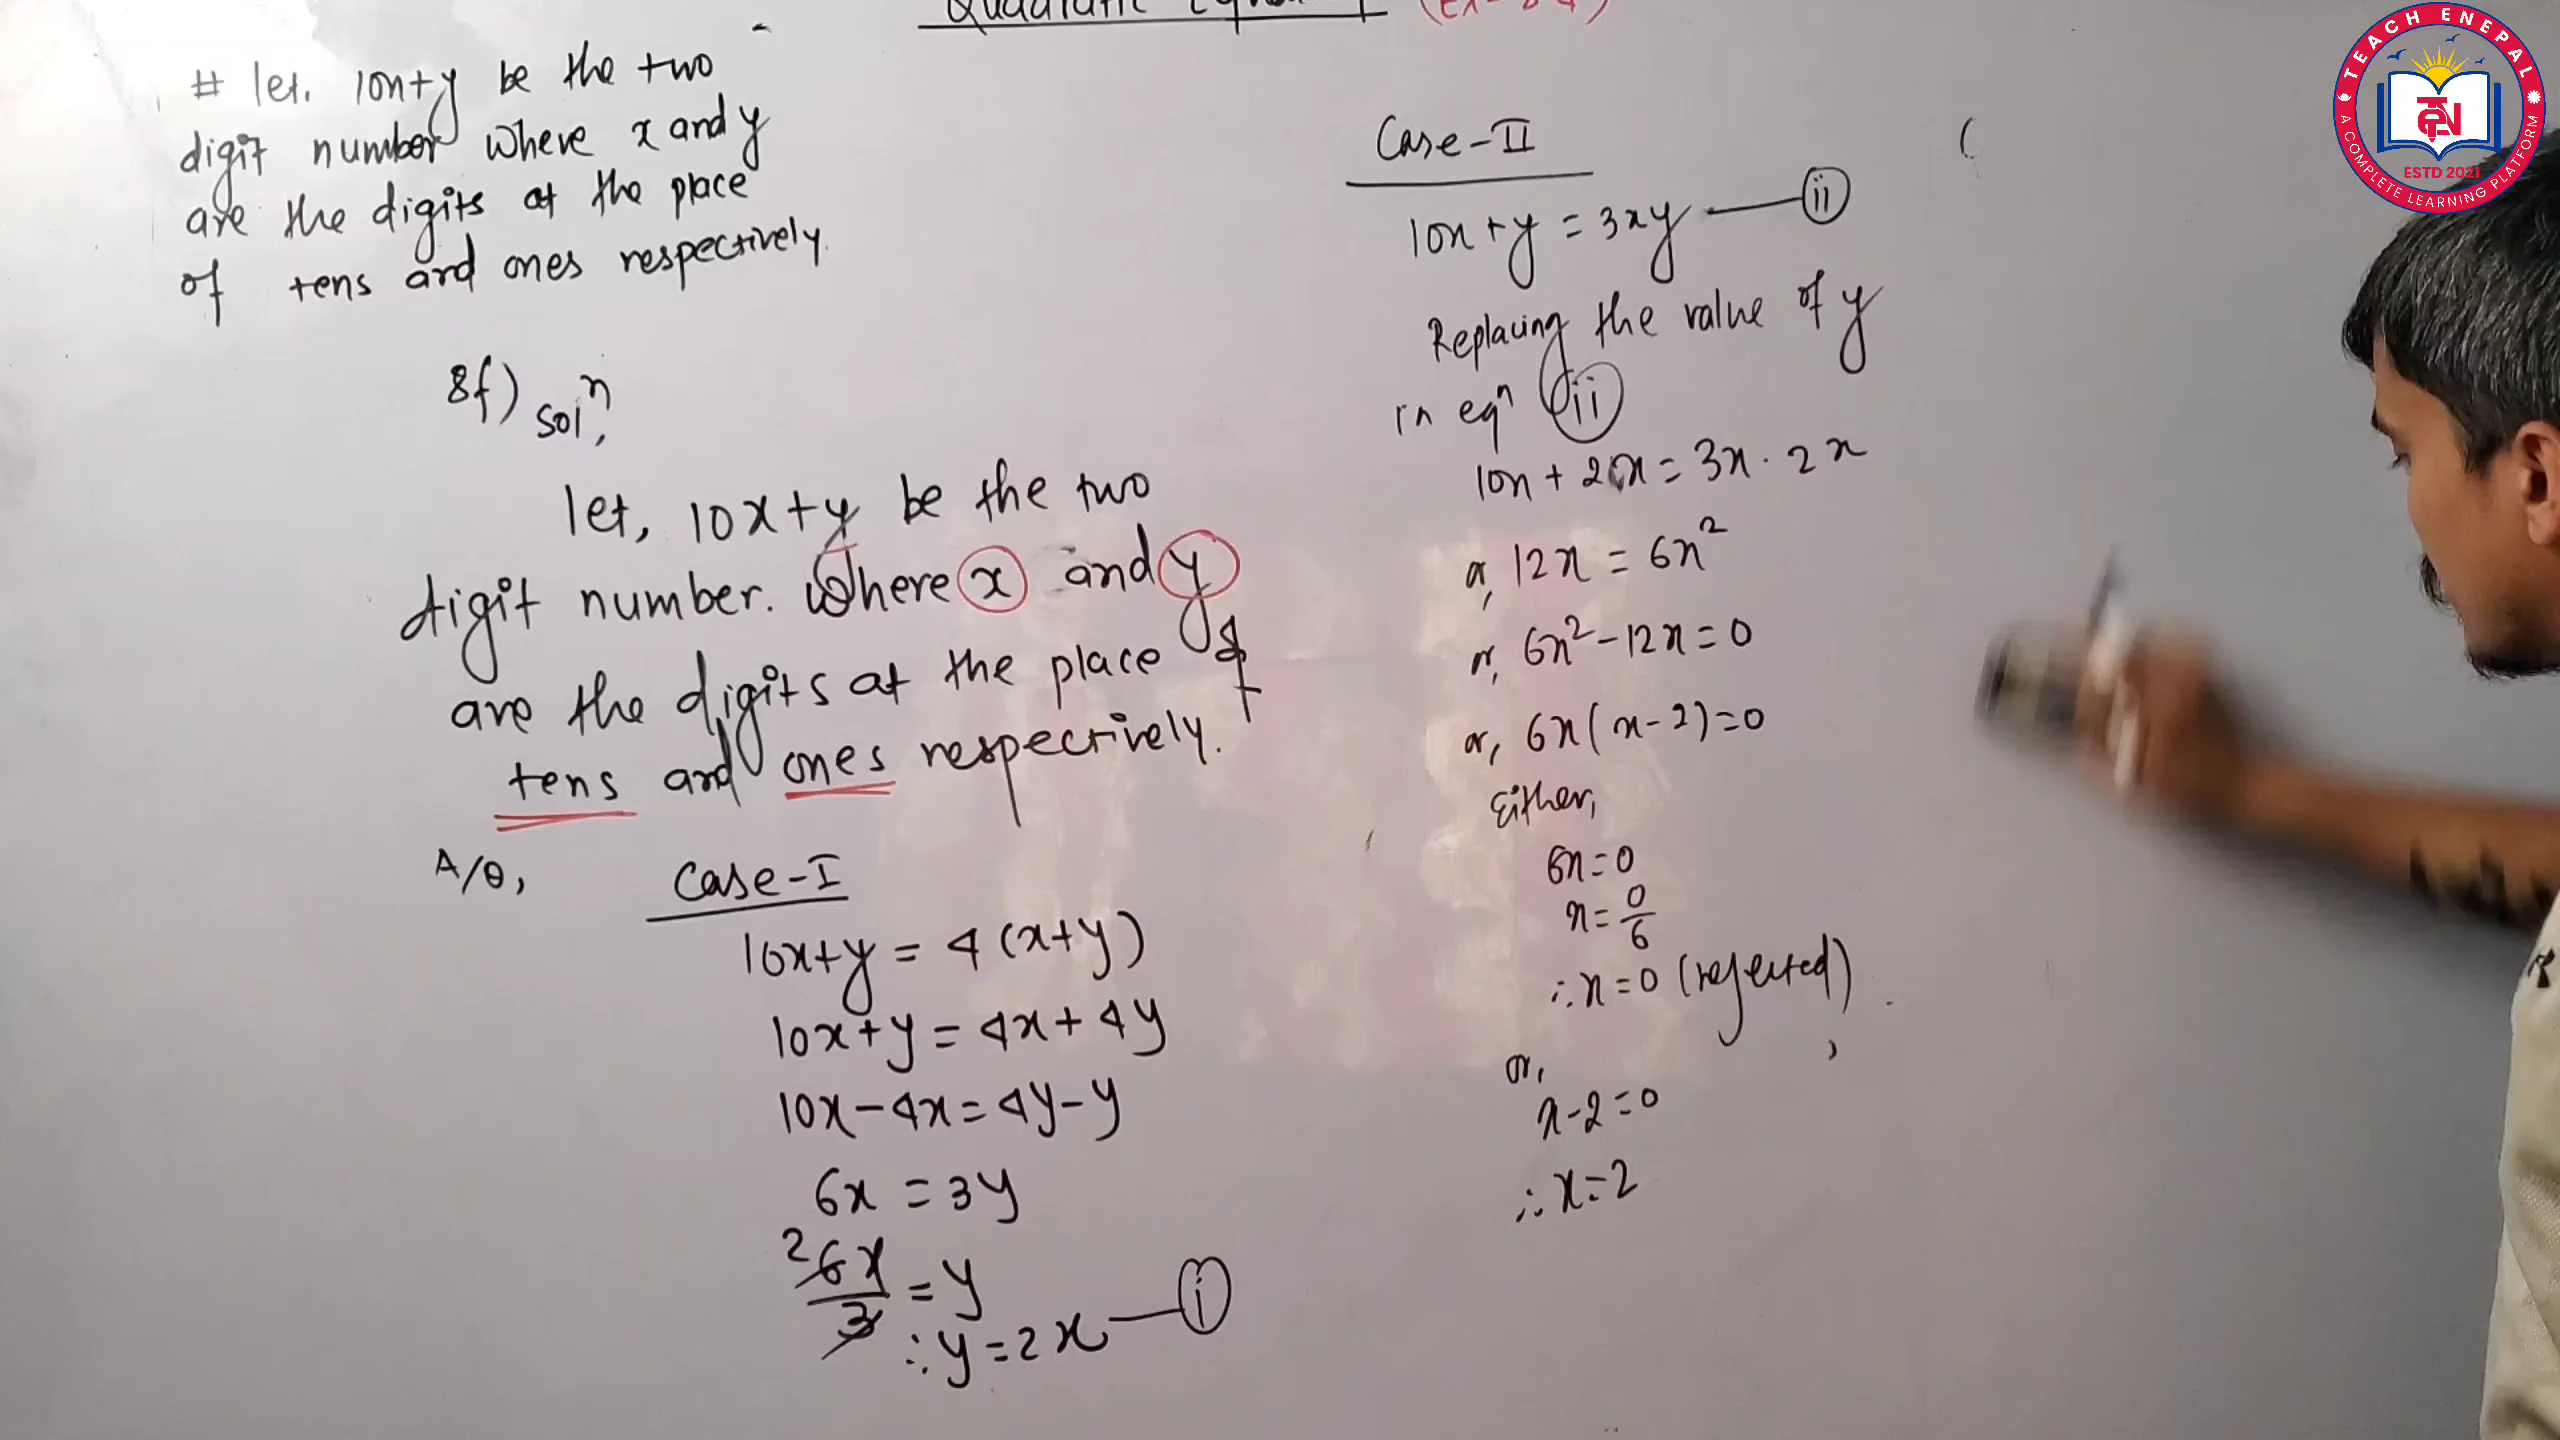 # let. 10x+y be the two
digit number where x and y
are the digits at the place
of tens and ones respectively.
8f) solⁿ,
let, 10x+y be the two
digit number. Where x and y
are the digits at the place of
tens and ones respectively.
A/Q,
Case-I
10x+y = 4(x+y)
10x+y = 4x+4y
10x-4x=4y-y
6x = 3y
2 6x/3 = y
∴ y=2x — (i)
Case-II
10x+y = 3xy — (ii)
Replacing the value of y
in eqⁿ (ii)
10x+2x=3x·2x
or, 12x = 6x²
or, 6x²-12x=0
or, 6x(x-2)=0
Either,
6x=0
x=0/6
∴x=0 (rejected)
or,
x-2=0
∴x=2
(
TEACH ENEPAL
TEN
ESTD 2021
A COMPLETE LEARNING PLATFORM